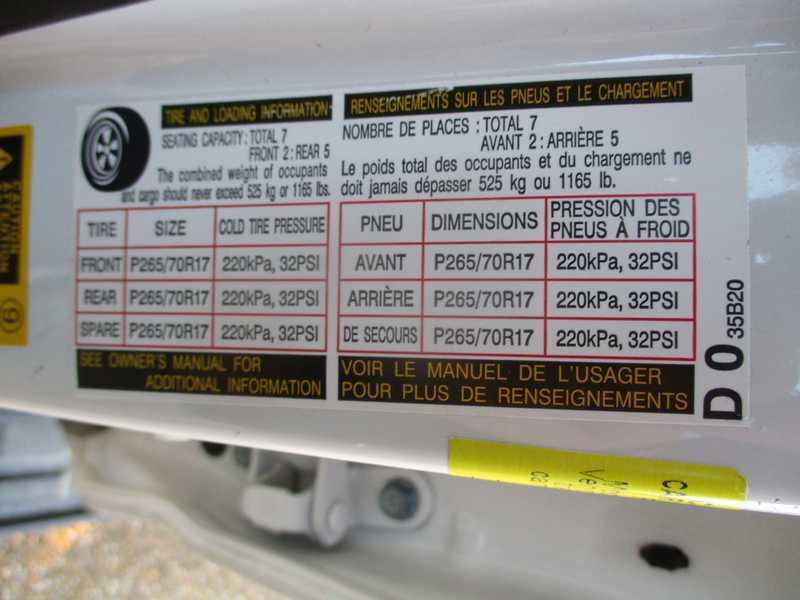 TIRE AND LOADING INFORMATION
SEATING CAPACITY : TOTAL 7
FRONT 2 : REAR 5
The combined weight of occupants
and cargo should never exceed 525 kg or 1165 lbs.
TIRE SIZE COLD TIRE PRESSURE
FRONT P265/70R17 220kPa, 32PSI
REAR P265/70R17 220kPa, 32PSI
SPARE P265/70R17 220kPa, 32PSI
SEE OWNER'S MANUAL FOR
ADDITIONAL INFORMATION
RENSEIGNEMENTS SUR LES PNEUS ET LE CHARGEMENT
NOMBRE DE PLACES : TOTAL 7
AVANT 2 : ARRIÈRE 5
Le poids total des occupants et du chargement ne
doit jamais dépasser 525 kg ou 1165 lb.
PNEU DIMENSIONS PRESSION DES
PNEUS À FROID
AVANT P265/70R17 220kPa, 32PSI
ARRIÈRE P265/70R17 220kPa, 32PSI
DE SECOURS P265/70R17 220kPa, 32PSI
VOIR LE MANUEL DE L'USAGER
POUR PLUS DE RENSEIGNEMENTS
D 0 35B20